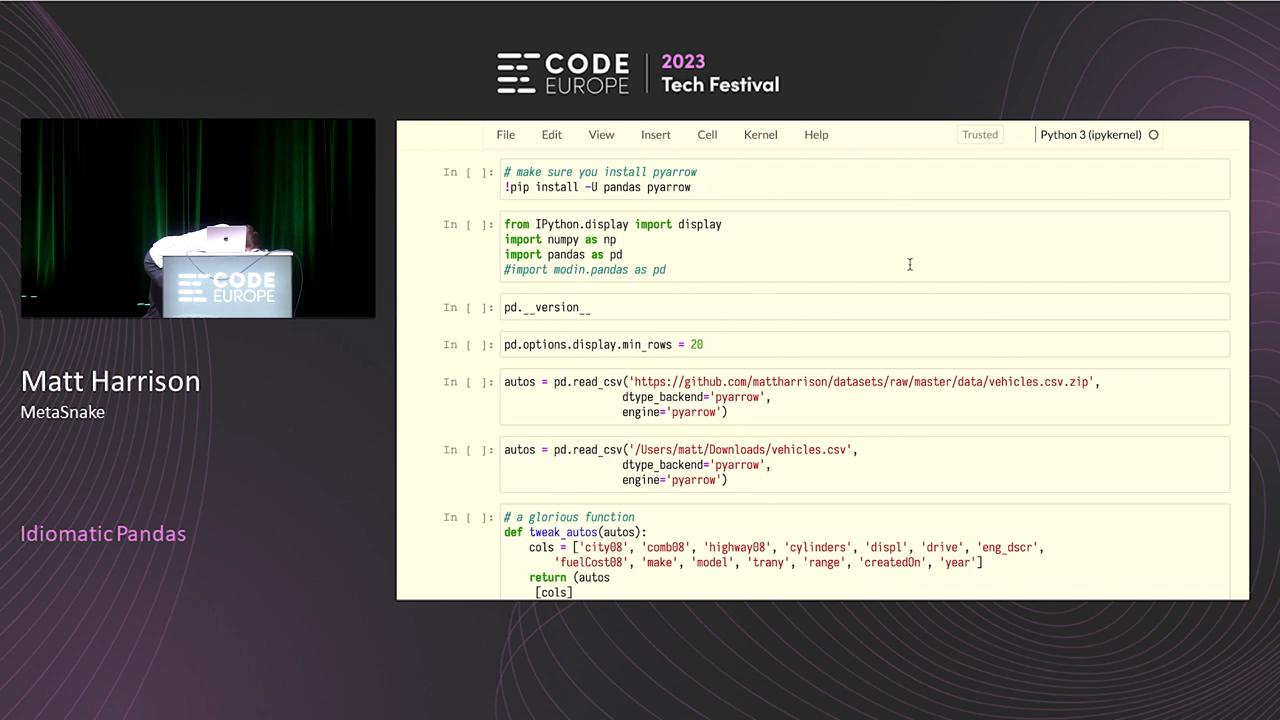 CODE
EUROPE
2023
Tech Festival
File Edit View Insert Cell Kernel Help Trusted Python 3 (ipykernel)
In [ ]: # make sure you install pyarrow
!pip install -U pandas pyarrow
In [ ]: from IPython.display import display
import numpy as np
import pandas as pd
#import modin.pandas as pd
In [ ]: pd.__version__
In [ ]: pd.options.display.min_rows = 20
In [ ]: autos = pd.read_csv('https://github.com/mattharrison/datasets/raw/master/data/vehicles.csv.zip',
dtype_backend='pyarrow',
engine='pyarrow')
In [ ]: autos = pd.read_csv('/Users/matt/Downloads/vehicles.csv',
dtype_backend='pyarrow',
engine='pyarrow')
In [ ]: # a glorious function
def tweak_autos(autos):
cols = ['city08', 'comb08', 'highway08', 'cylinders', 'displ', 'drive', 'eng_dscr',
'fuelCost08', 'make', 'model', 'trany', 'range', 'createdOn', 'year']
return (autos
[cols]
CODE
EUROPE
Matt Harrison
MetaSnake
Idiomatic Pandas